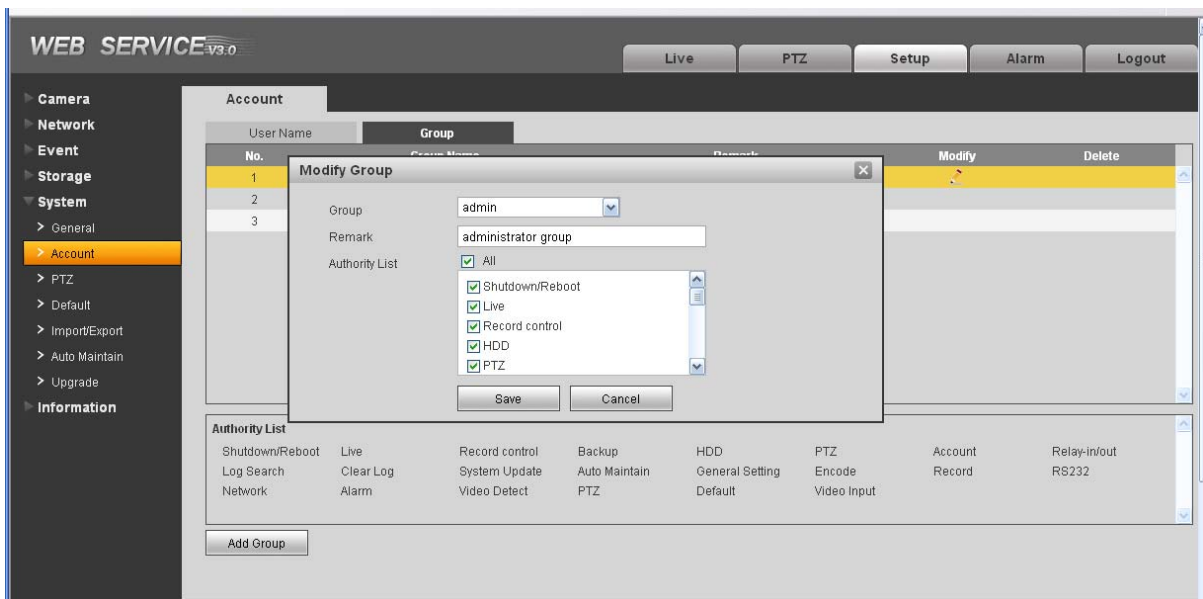 WEB SERVICE V3.0
Live PTZ Setup Alarm Logout
Camera
Network
Event
Storage
System
General
Account
PTZ
Default
Import/Export
Auto Maintain
Upgrade
Information
Account
User Name Group
No. Group Name Remark Modify Delete
1
2
3
Modify Group
Group admin
Remark administrator group
Authority List All
Shutdown/Reboot
Live
Record control
HDD
PTZ
Save Cancel
Authority List
Shutdown/Reboot Live Record control Backup HDD PTZ Account Relay-in/out
Log Search Clear Log System Update Auto Maintain General Setting Encode Record RS232
Network Alarm Video Detect PTZ Default Video Input
Add Group